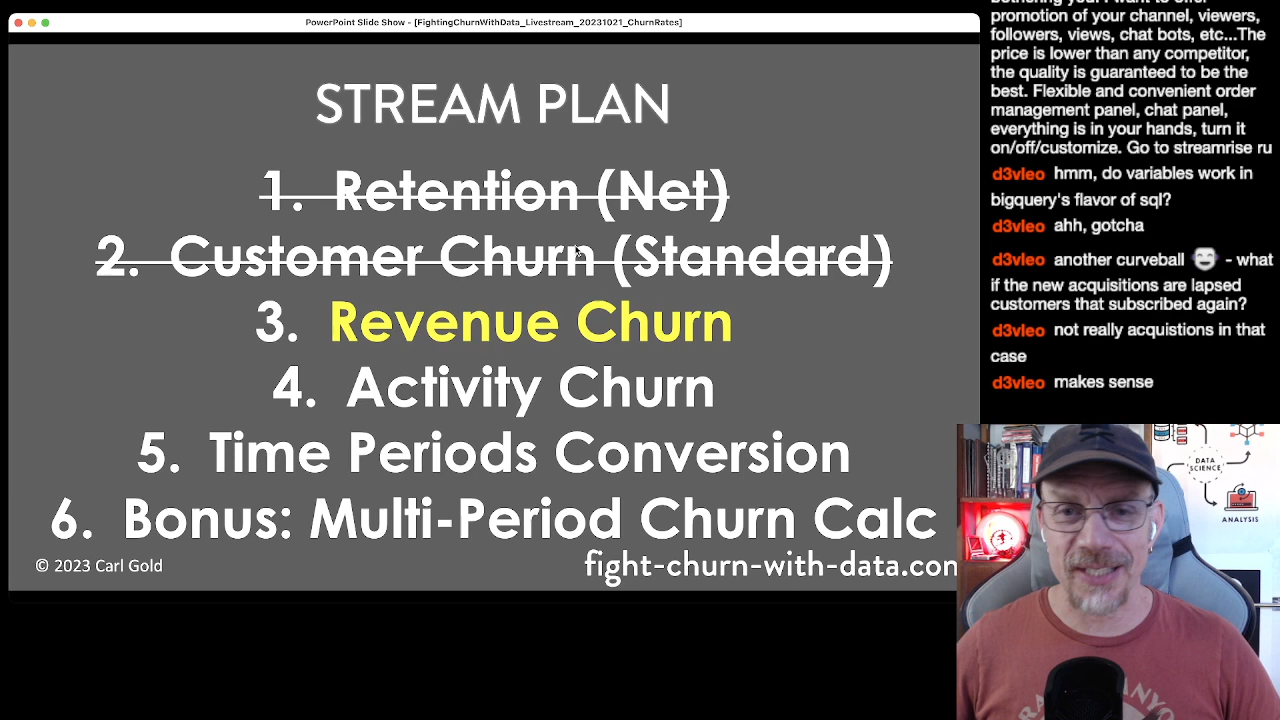 PowerPoint Slide Show - [FightingChurnWithData_Livestream_20231021_ChurnRates]
STREAM PLAN
1. Retention (Net)
2. Customer Churn (Standard)
3. Revenue Churn
4. Activity Churn
5. Time Periods Conversion
6. Bonus: Multi-Period Churn Calc
© 2023 Carl Gold
fight-churn-with-data.con
promotion of your channel, viewers,
followers, views, chat bots, etc...The
price is lower than any competitor,
the quality is guaranteed to be the
best. Flexible and convenient order
management panel, chat panel,
everything is in your hands, turn it
on/off/customize. Go to streamrise ru
d3vleo hmm, do variables work in
bigquery's flavor of sql?
d3vleo ahh, gotcha
d3vleo another curveball - what
if the new acquisitions are lapsed
customers that subscribed again?
d3vleo not really acquistions in that
case
d3vleo makes sense
DATA
SCIENCE
ANALYSIS